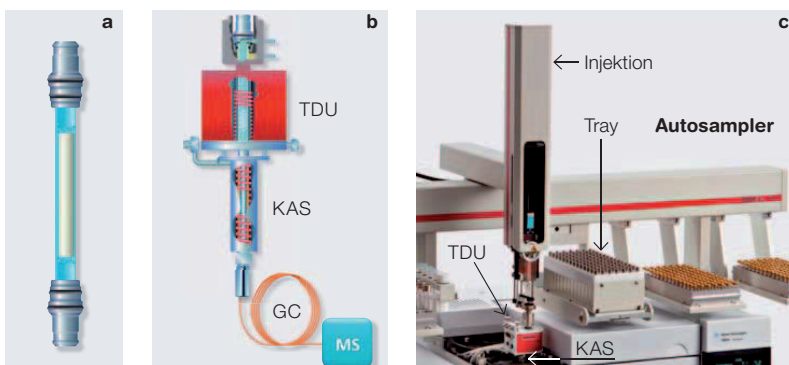 a
b
TDU
KAS
GC
MS
c
Injektion
Tray
Autosampler
TDU
KAS